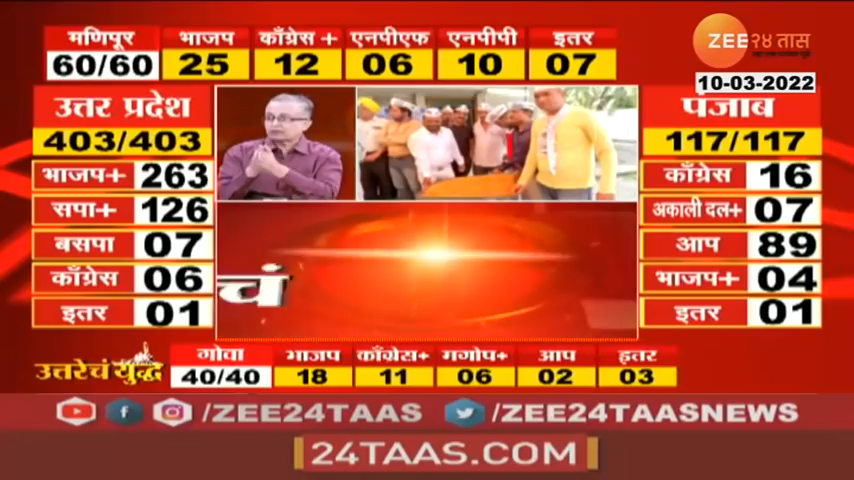 मणिपूर भाजप काँग्रेस + एनपीएफ एनपीपी इतर
60/60 25 12 06 10 07
ZEE २४ तास
10-03-2022
उत्तर प्रदेश
403/403
भाजप+ 263
सपा+ 126
बसपा 07
काँग्रेस 06
इतर 01
पंजाब
117/117
काँग्रेस 16
अकाली दल+ 07
आप 89
भाजप+ 04
इतर 01
चं
उत्तरेचं युद्ध
गोवा भाजप काँग्रेस+ मगोप+ आप इतर
40/40 18 11 06 02 03
/ZEE24TAAS /ZEE24TAASNEWS
24TAAS.COM